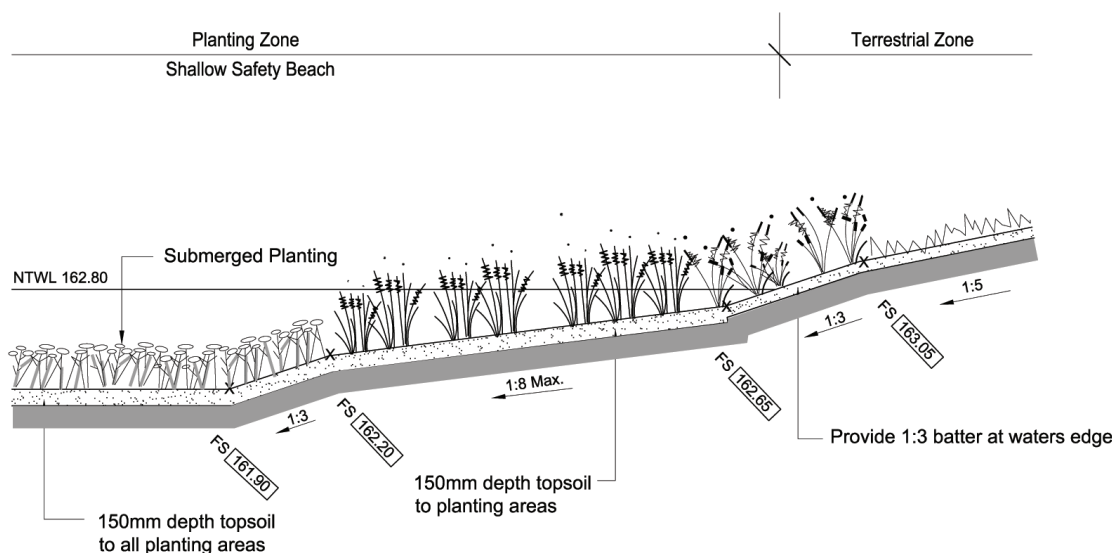 Planting Zone
Terrestrial Zone
Shallow Safety Beach
Submerged Planting
NTWL 162.80
1:5
1:3
FS 163.05
1:8 Max.
FS 162.65
1:3
FS 162.20
FS 161.90
Provide 1:3 batter at waters edge
150mm depth topsoil
to planting areas
150mm depth topsoil
to all planting areas